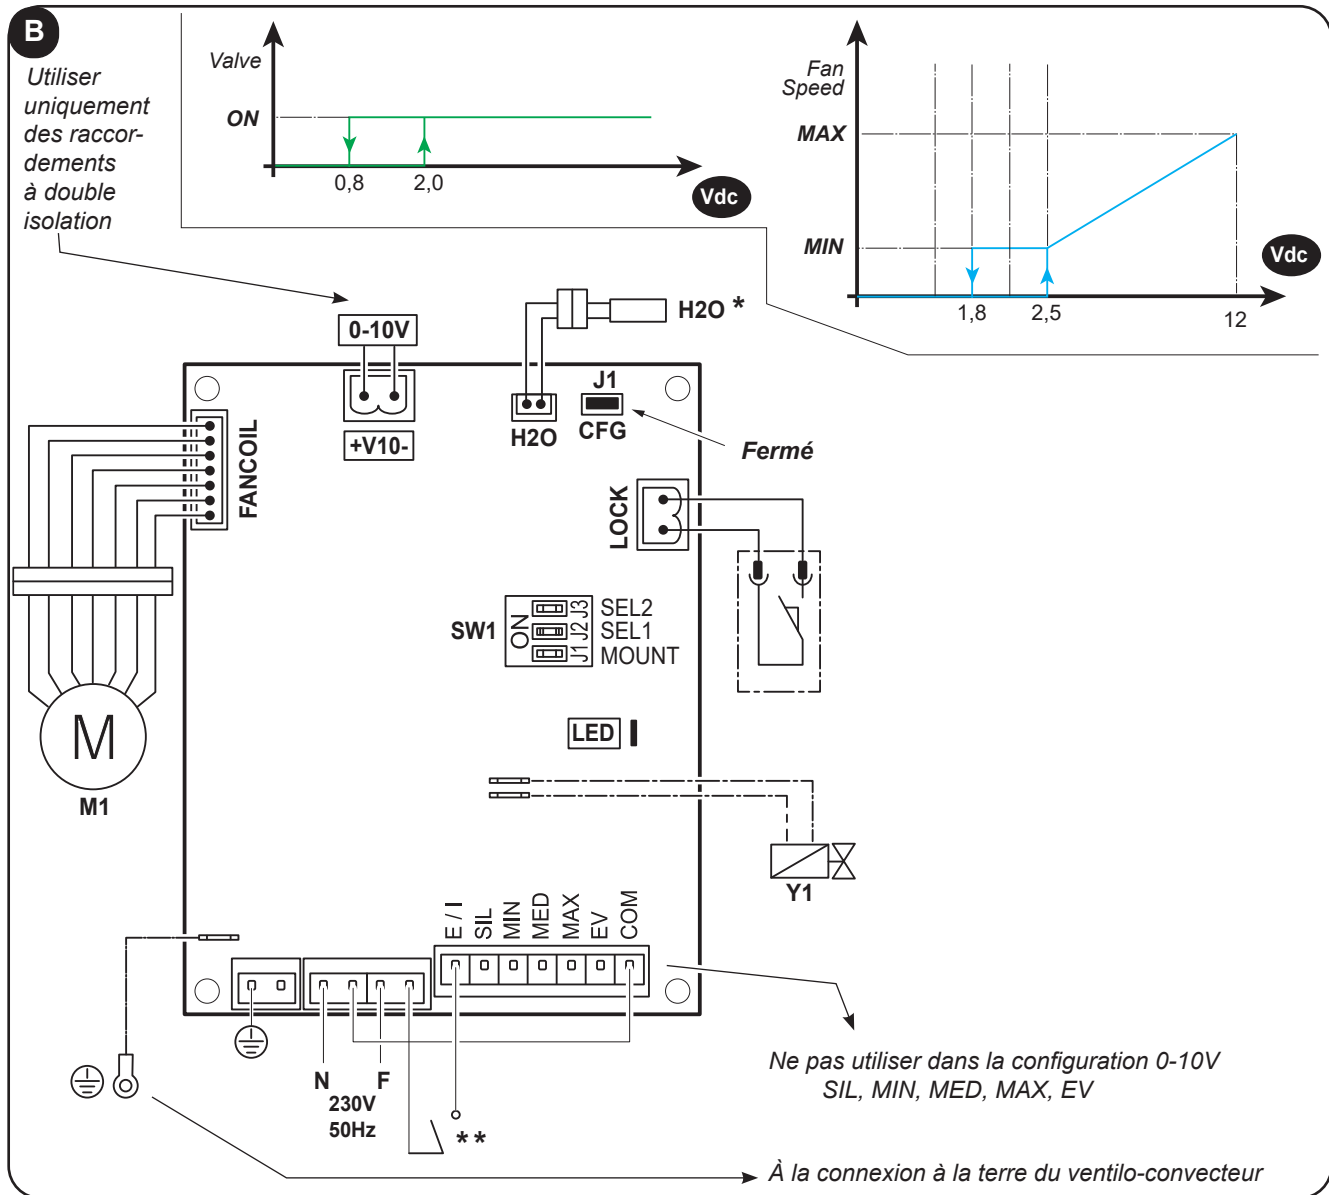 B
Utiliser
uniquement
des raccor-
dements
à double
isolation
Valve
ON
0,8
2,0
Vdc
Fan
Speed
MAX
MIN
1,8
2,5
12
Vdc
0-10V
+V10-
H2O *
H2O
J1
CFG
Fermé
FANCOIL
LOCK
M
M1
SW1
ON
J3
J2
J1
SEL2
SEL1
MOUNT
LED
Y1
E / I
SIL
MIN
MED
MAX
EV
COM
N
F
230V
50Hz
* *
Ne pas utiliser dans la configuration 0-10V
SIL, MIN, MED, MAX, EV
À la connexion à la terre du ventilo-convecteur